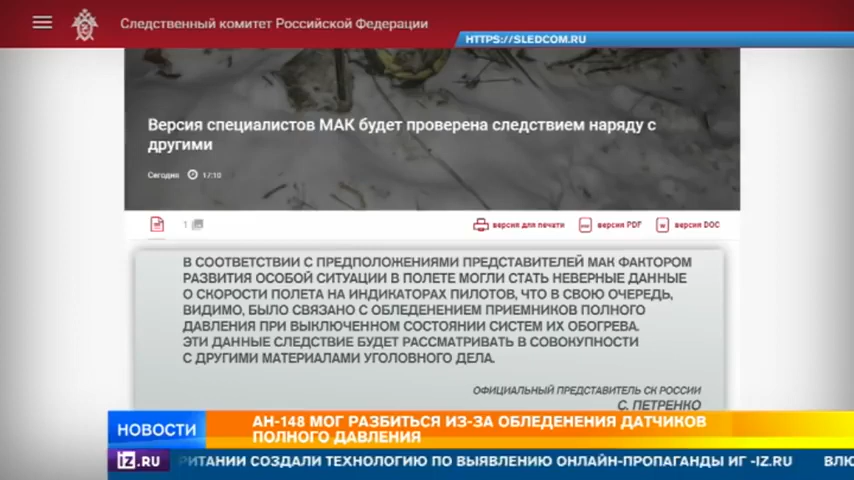 Следственный комитет Российской Федерации
HTTPS://SLEDCOM.RU
Версия специалистов МАК будет проверена следствием наряду с
другими
Сегодня 17:10
1
версия для печати
версия PDF
версия DOC
В СООТВЕТСТВИИ С ПРЕДПОЛОЖЕНИЯМИ ПРЕДСТАВИТЕЛЕЙ МАК ФАКТОРОМ
РАЗВИТИЯ ОСОБОЙ СИТУАЦИИ В ПОЛЕТЕ МОГЛИ СТАТЬ НЕВЕРНЫЕ ДАННЫЕ
О СКОРОСТИ ПОЛЕТА НА ИНДИКАТОРАХ ПИЛОТОВ, ЧТО В СВОЮ ОЧЕРЕДЬ,
ВИДИМО, БЫЛО СВЯЗАНО С ОБЛЕДЕНЕНИЕМ ПРИЕМНИКОВ ПОЛНОГО
ДАВЛЕНИЯ ПРИ ВЫКЛЮЧЕННОМ СОСТОЯНИИ СИСТЕМ ИХ ОБОГРЕВА.
ЭТИ ДАННЫЕ СЛЕДСТВИЕ БУДЕТ РАССМАТРИВАТЬ В СОВОКУПНОСТИ
С ДРУГИМИ МАТЕРИАЛАМИ УГОЛОВНОГО ДЕЛА.
ОФИЦИАЛЬНЫЙ ПРЕДСТАВИТЕЛЬ СК РОССИИ
С. ПЕТРЕНКО
НОВОСТИ
АН-148 МОГ РАЗБИТЬСЯ ИЗ-ЗА ОБЛЕДЕНЕНИЯ ДАТЧИКОВ
ПОЛНОГО ДАВЛЕНИЯ
IZ.RU
РИТАНИИ СОЗДАЛИ ТЕХНОЛОГИЮ ПО ВЫЯВЛЕНИЮ ОНЛАЙН-ПРОПАГАНДЫ ИГ -IZ.RU ВЛЮ